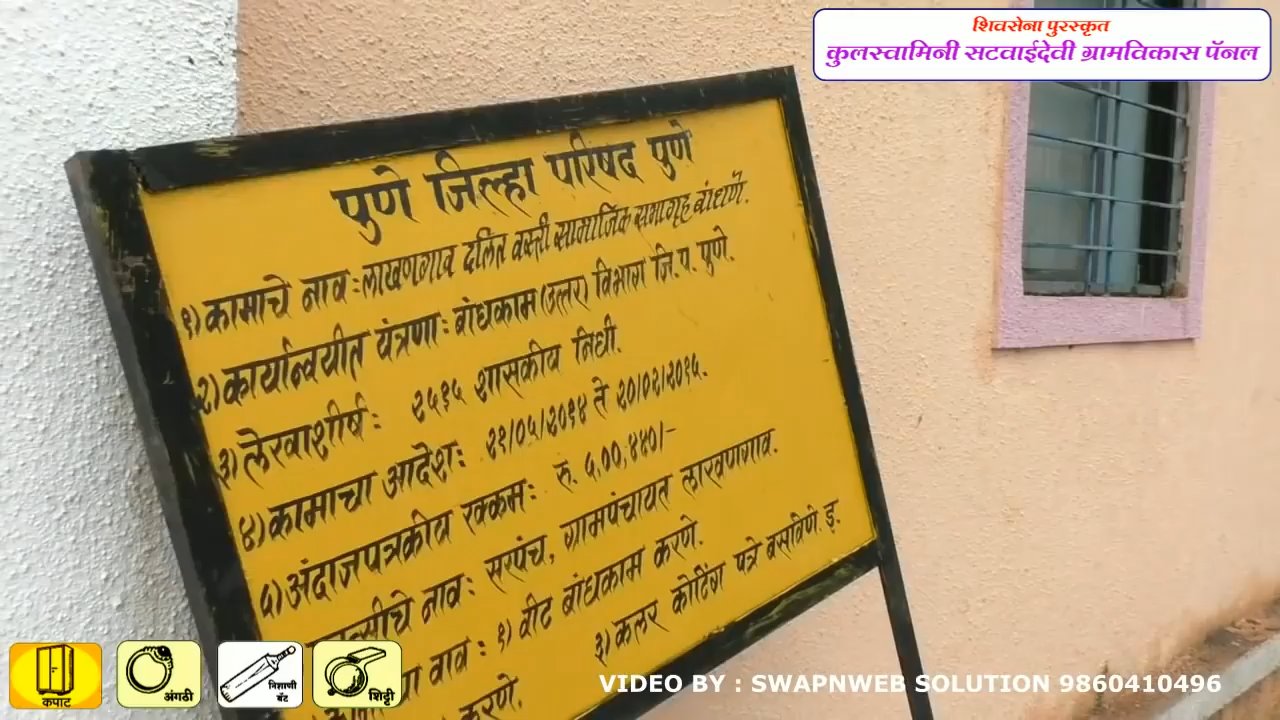 शिवसेना पुरस्कृत
कुलस्वामिनी सटवाईदेवी ग्रामविकास पॅनल
पुणे जिल्हा परिषद पुणे
१) कामाचे नाव : लाखणगाव दलित वस्ती सामाजिक सभागृह बांधणे.
२) कार्यान्वयीत यंत्रणा : बांधकाम (उत्तर) विभाग जि.प. पुणे.
३) लेखाशीर्ष : २५१५ शासकीय निधी.
४) कामाचा आदेश : २१/०५/२०१४ ते २०/०२/२०१५.
५) अंदाजपत्रकीय रक्कम : रु. ५,००,४४०/-
नाव : सरपंच, ग्रामपंचायत लाखणगाव.
वाव : १) वीट बांधकाम करणे.
करणे. ३) कलर कोटिंग पत्रे बसविणे इ.
कपाट
अंगठी
निशाणी बॅट
शिट्टी
VIDEO BY : SWAPNWEB SOLUTION 9860410496